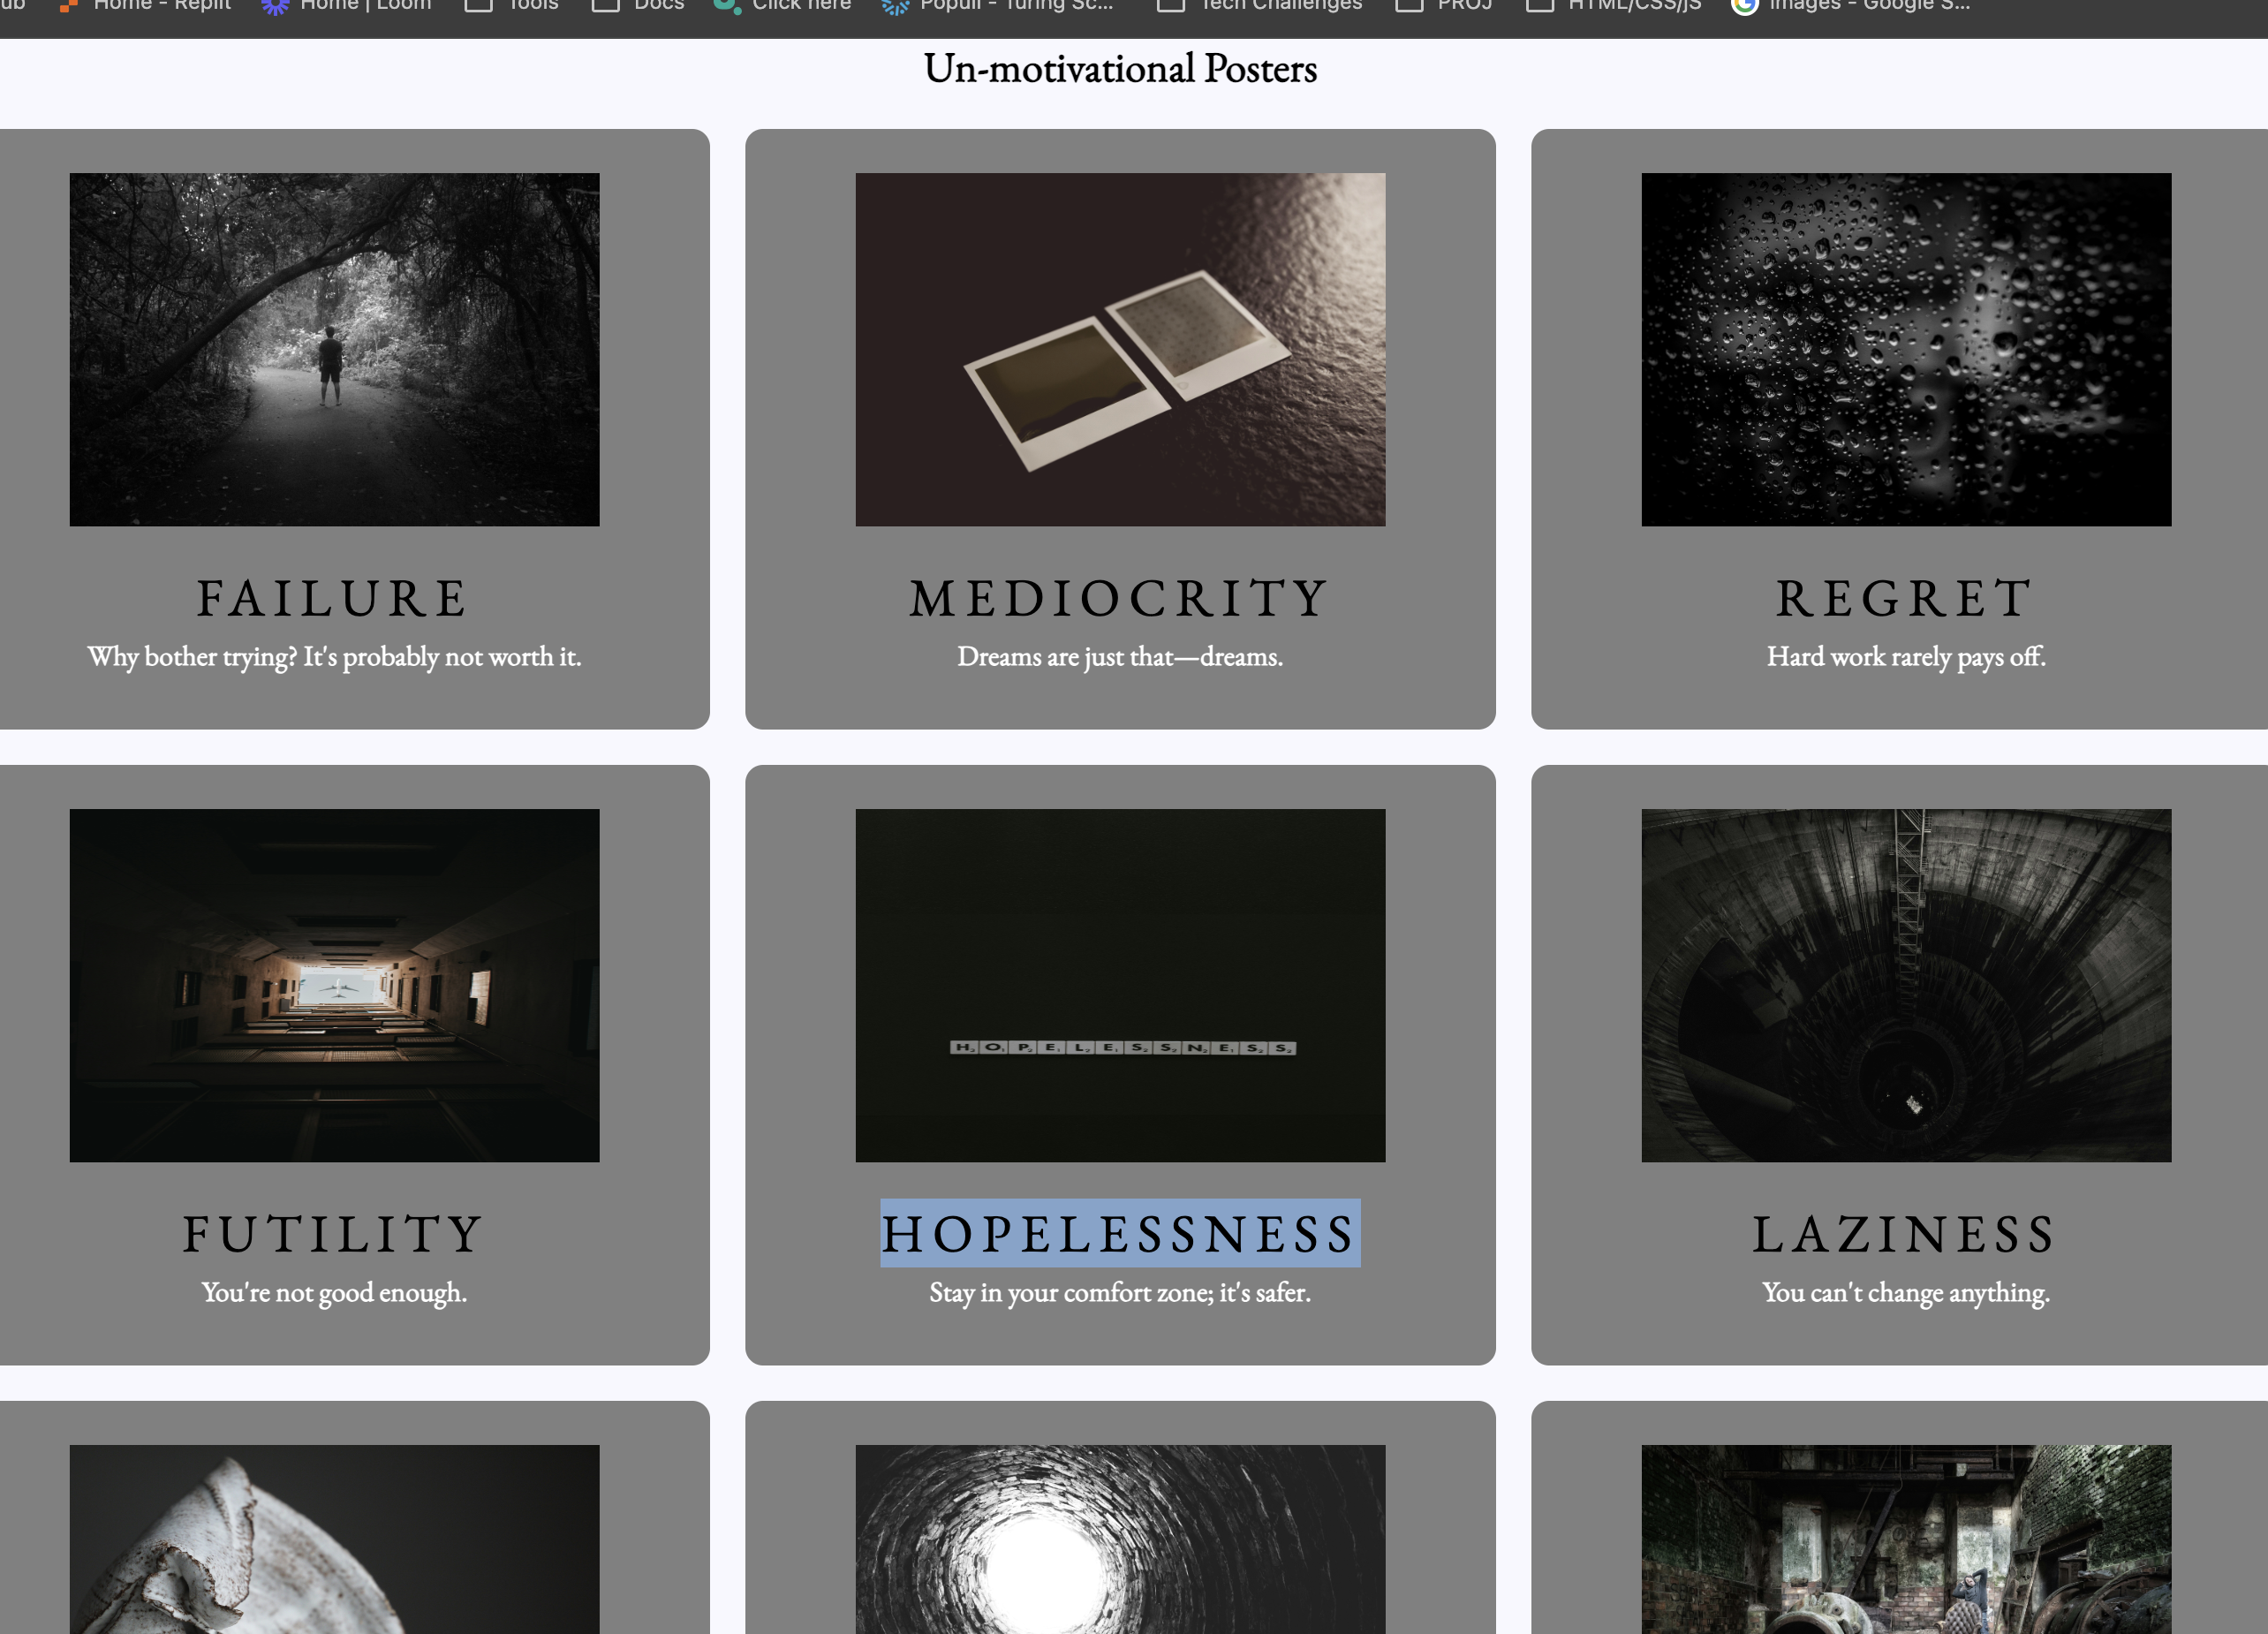 Home - Replit Home | Loom Tools Docs Click here Populi - Turing Sc... Tech Challenges PROJ HTML/CSS/JS Images - Google S...
Un-motivational Posters
FAILURE
Why bother trying? It's probably not worth it.
MEDIOCRITY
Dreams are just that—dreams.
REGRET
Hard work rarely pays off.
FUTILITY
You're not good enough.
HOPELESSNESS
HOPELESSNESS
Stay in your comfort zone; it's safer.
LAZINESS
You can't change anything.